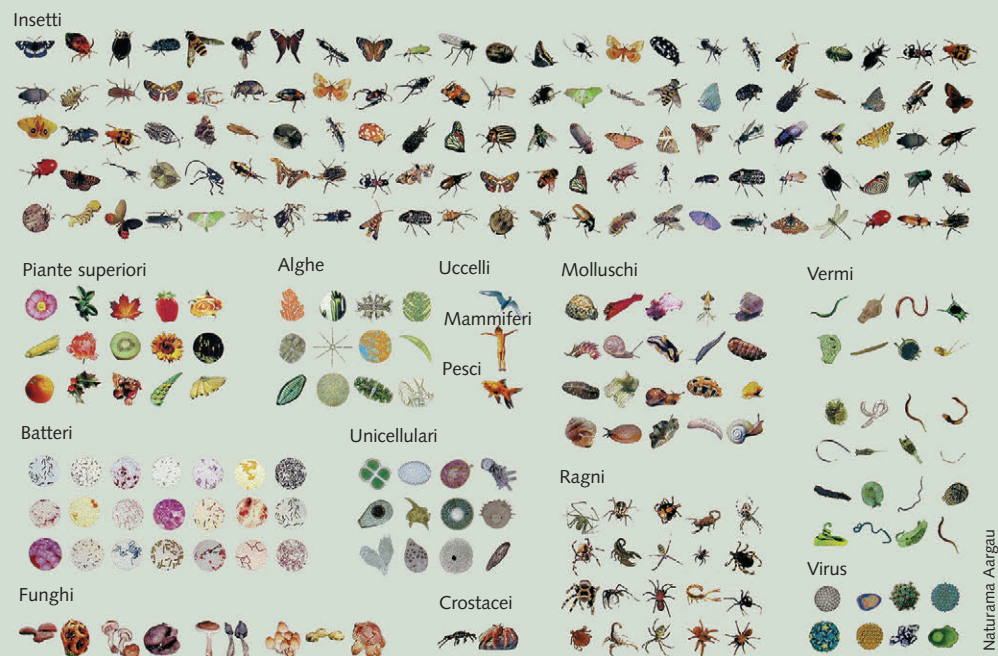 Insetti
Piante superiori
Alghe
Uccelli
Mammiferi
Pesci
Molluschi
Vermi
Batteri
Unicellulari
Ragni
Funghi
Crostacei
Virus
Naturama Aargau